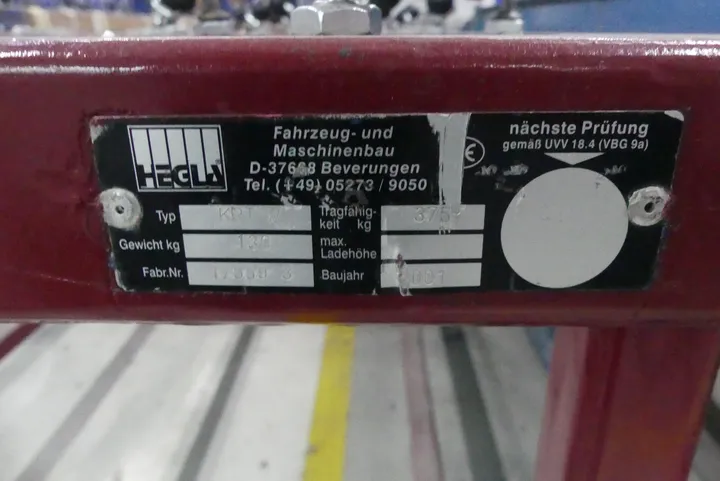 HEGLA
Fahrzeug- und
Maschinenbau
D-37688 Beverungen
Tel. (+49) 05273 / 9050
nächste Prüfung
gemäß UVV 18.4 (VBG 9a)
Typ
Tragfähig-
keit kg
Gewicht kg
max.
Ladehöhe
Fabr.Nr.
Baujahr